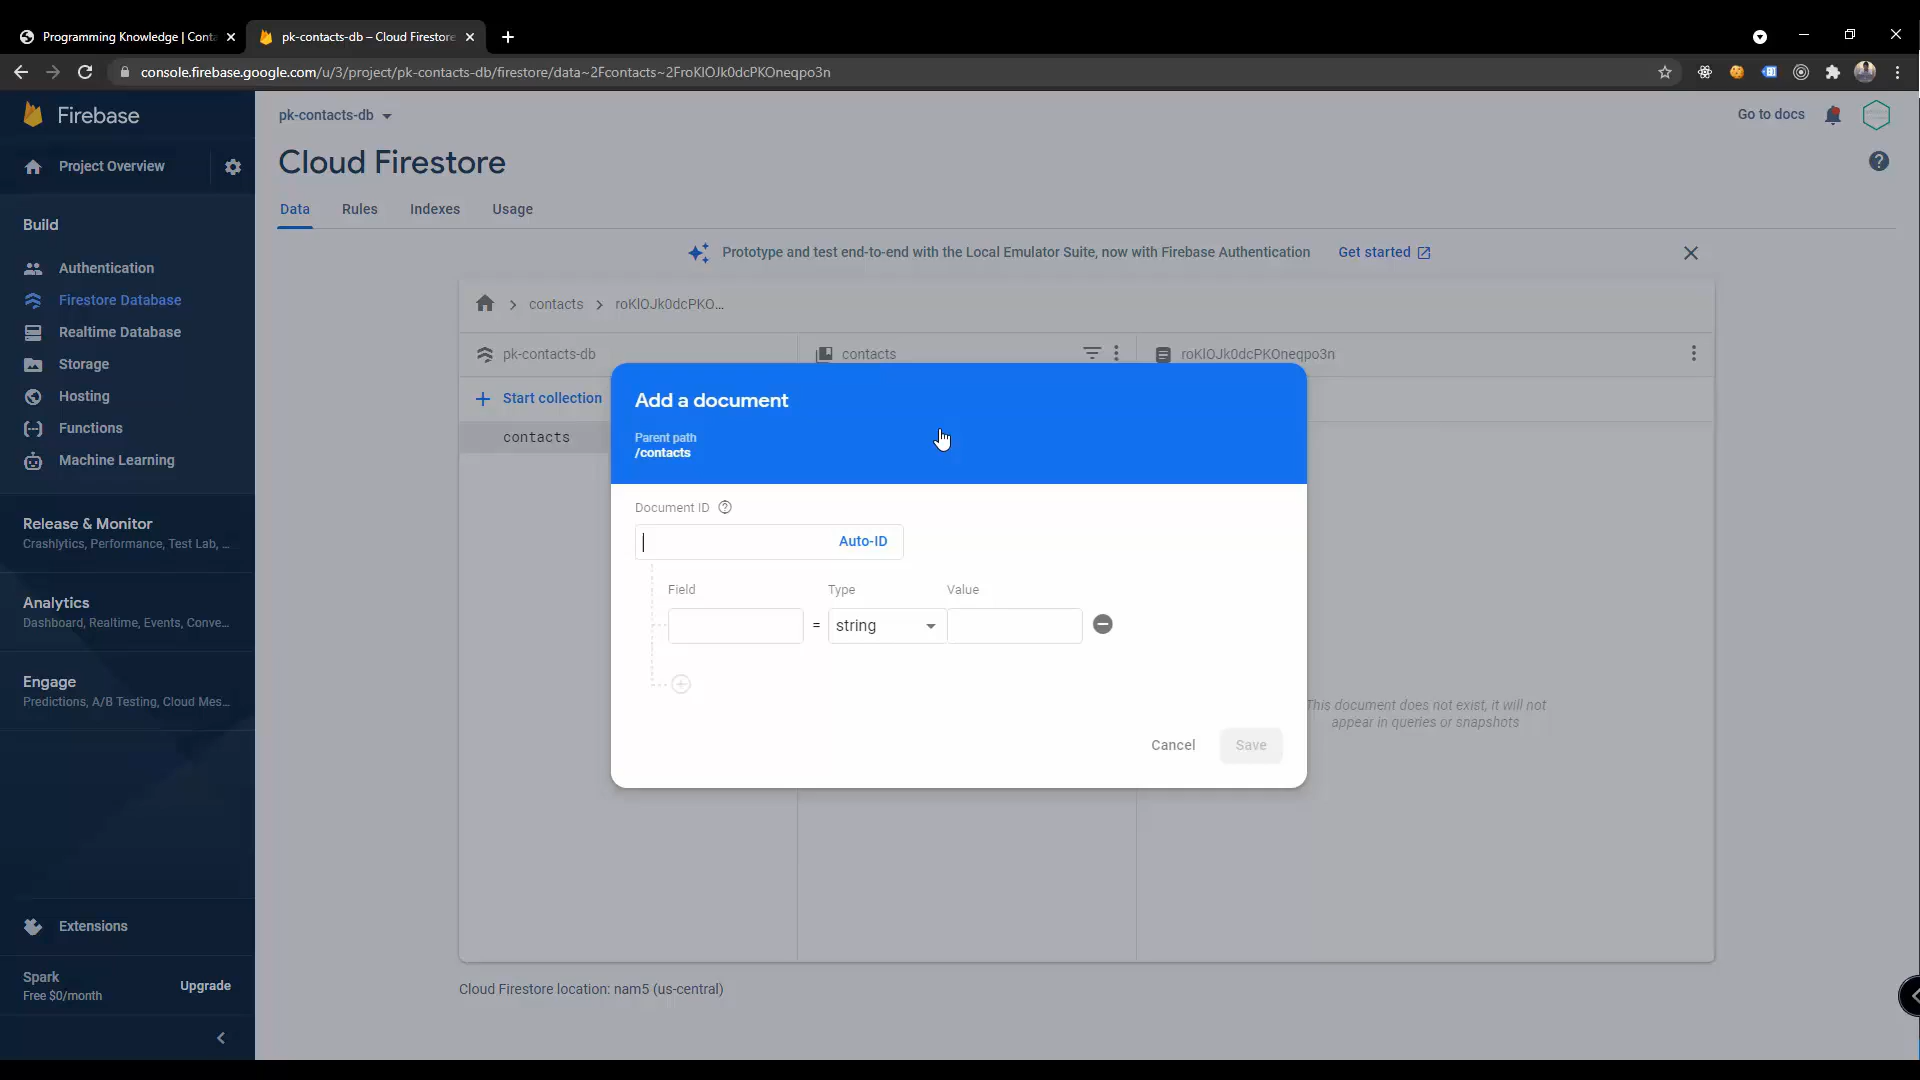 Programming Knowledge | Conta
pk-contacts-db – Cloud Firestore
console.firebase.google.com/u/3/project/pk-contacts-db/firestore/data~2Fcontacts~2FroKlOJk0dcPKOneqpo3n
Firebase
Project Overview
Build
Authentication
Firestore Database
Realtime Database
Storage
Hosting
Functions
Machine Learning
Release & Monitor
Crashlytics, Performance, Test Lab, ...
Analytics
Dashboard, Realtime, Events, Conve...
Engage
Predictions, A/B Testing, Cloud Mes...
Extensions
Spark
Free $0/month
Upgrade
pk-contacts-db
Go to docs
Cloud Firestore
Data Rules Indexes Usage
Prototype and test end-to-end with the Local Emulator Suite, now with Firebase Authentication Get started
contacts > roKlOJk0dcPKO...
pk-contacts-db
contacts
roKlOJk0dcPKOneqpo3n
+ Start collection
contacts
Add a document
Parent path
/contacts
Document ID
Auto-ID
Field Type Value
= string
Cancel Save
This document does not exist, it will not
appear in queries or snapshots
Cloud Firestore location: nam5 (us-central)